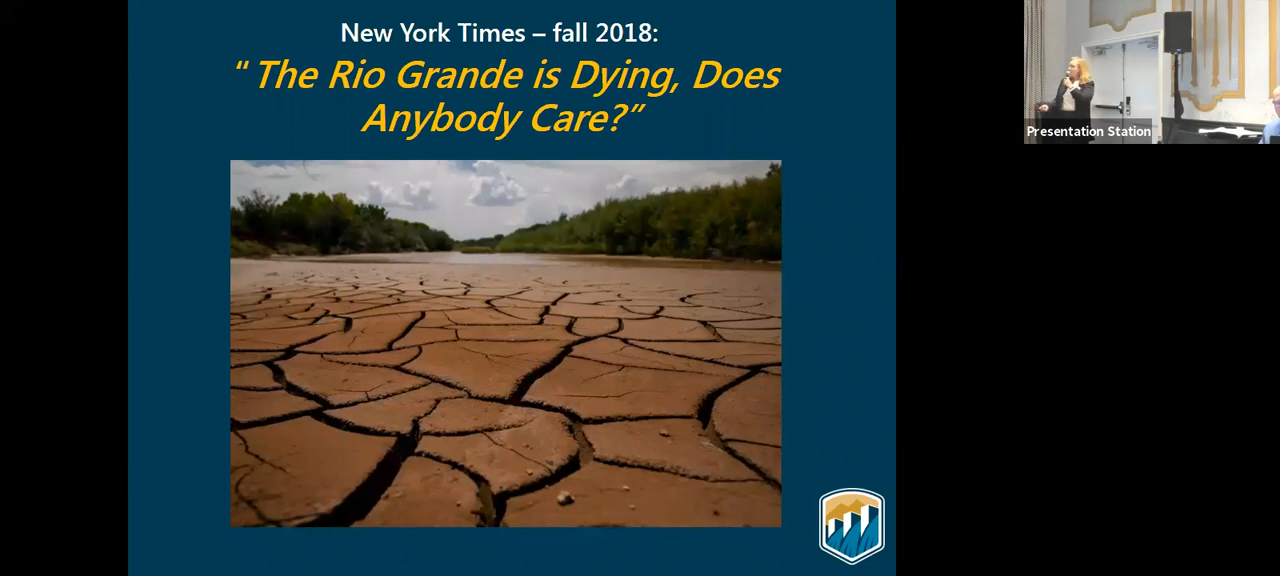 New York Times – fall 2018:
“ The Rio Grande is Dying, Does
Anybody Care?”
Presentation Station